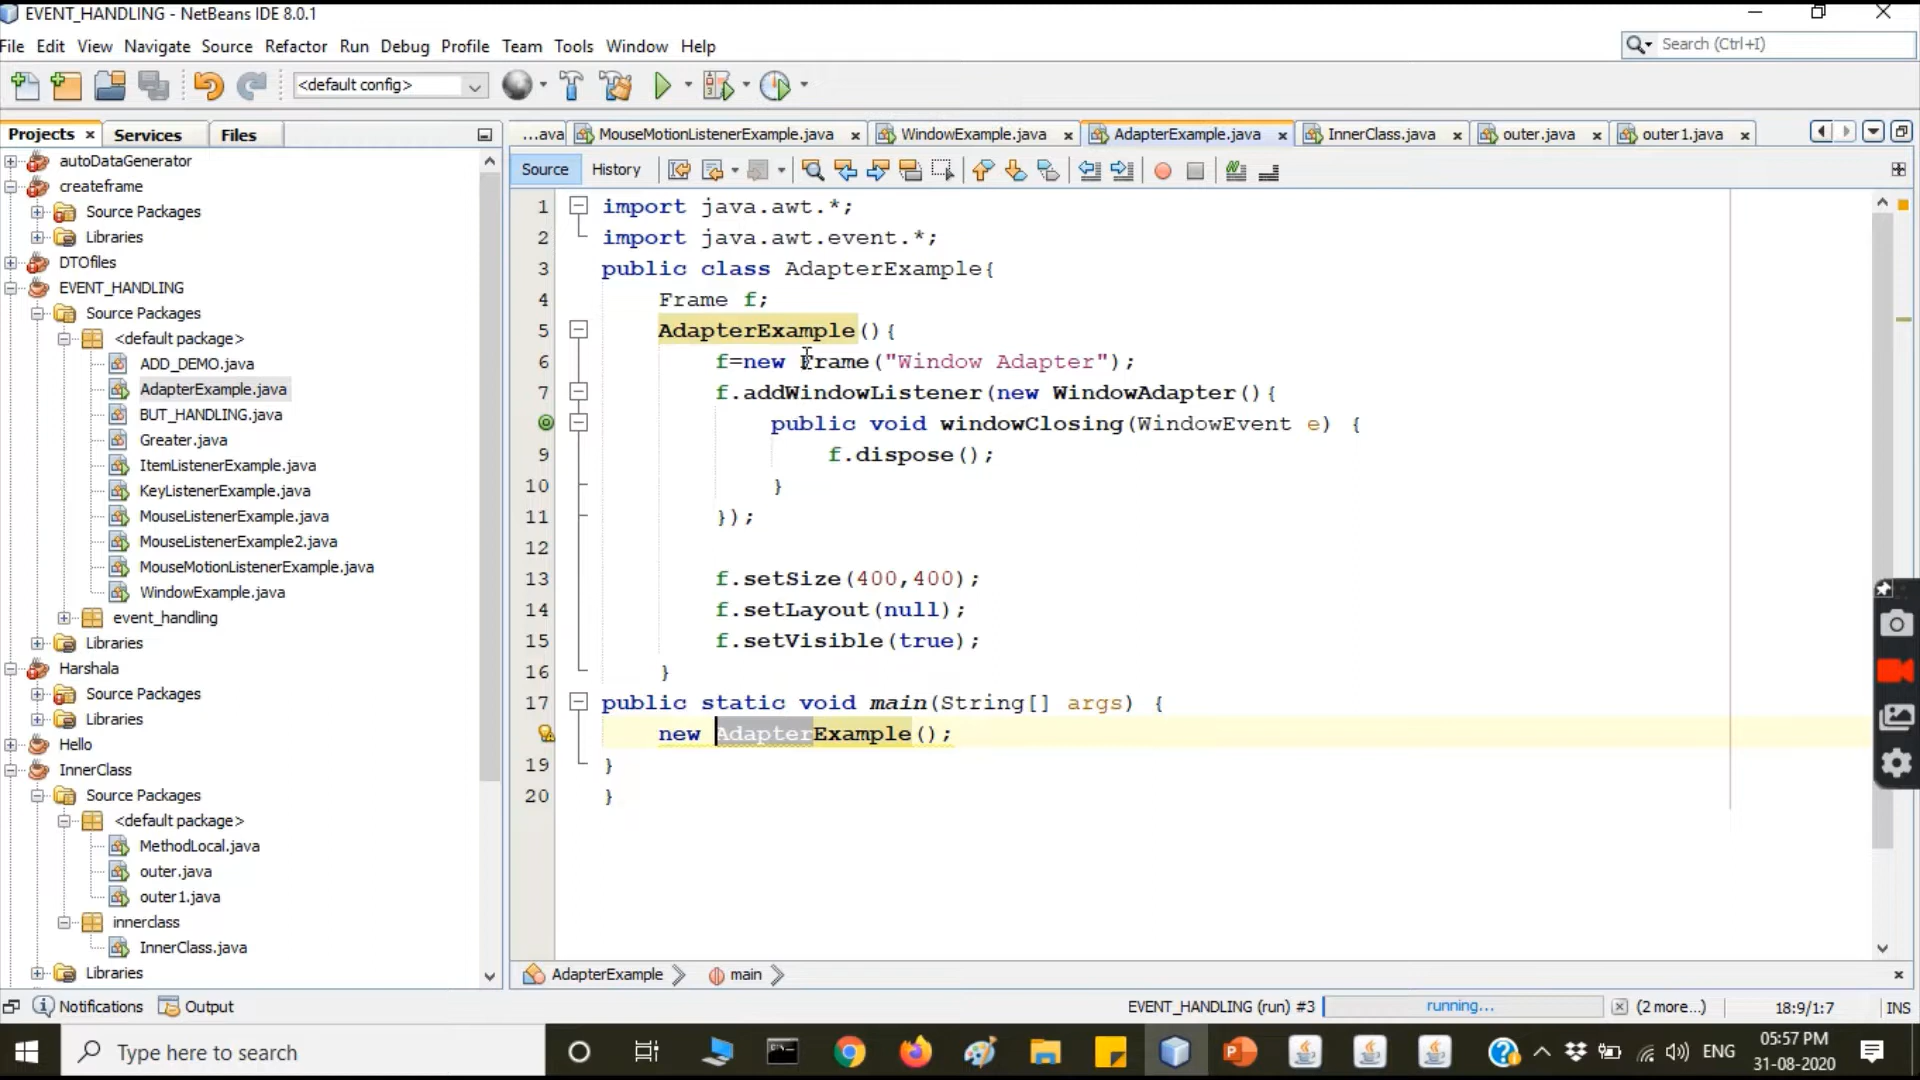 EVENT_HANDLING - NetBeans IDE 8.0.1
File Edit View Navigate Source Refactor Run Debug Profile Team Tools Window Help
Search (Ctrl+I)
<default config>
Projects Services Files
...ava MouseMotionListenerExample.java WindowExample.java AdapterExample.java InnerClass.java outer.java outer1.java
Source History
autoDataGenerator
createframe
Source Packages
Libraries
DTOfiles
EVENT_HANDLING
Source Packages
<default package>
ADD_DEMO.java
AdapterExample.java
BUT_HANDLING.java
Greater.java
ItemListenerExample.java
KeyListenerExample.java
MouseListenerExample.java
MouseListenerExample2.java
MouseMotionListenerExample.java
WindowExample.java
event_handling
Libraries
Harshala
Source Packages
Libraries
Hello
InnerClass
Source Packages
<default package>
MethodLocal.java
outer.java
outer1.java
innerclass
InnerClass.java
Libraries
1 import java.awt.*;
2 import java.awt.event.*;
3 public class AdapterExample{
4 Frame f;
5 AdapterExample(){
6 f=new Frame("Window Adapter");
7 f.addWindowListener(new WindowAdapter(){
public void windowClosing(WindowEvent e) {
9 f.dispose();
10 }
11 });
12
13 f.setSize(400,400);
14 f.setLayout(null);
15 f.setVisible(true);
16 }
17 public static void main(String[] args) {
new AdapterExample();
19 }
20 }
AdapterExample main
Notifications Output
EVENT_HANDLING (run) #3 running... (2 more...) 18:9/1:7 INS
Type here to search
ENG
05:57 PM
31-08-2020